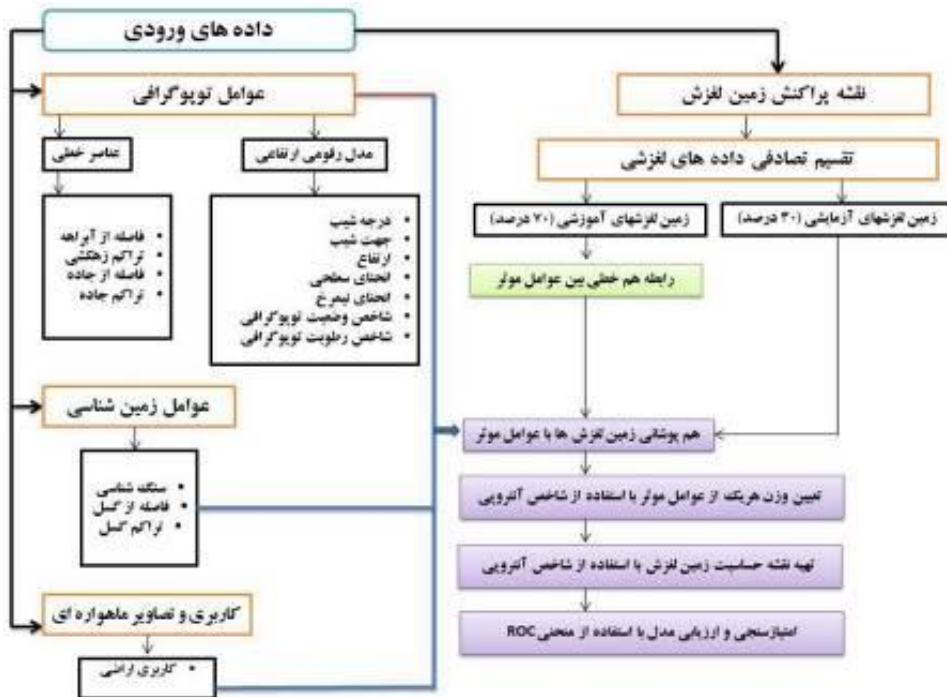 داده های ورودی
عوامل توپوگرافی
نقشه پراکنش زمین لغزش
عناصر خطی
مدل رقومی ارتفاعی
تقسیم تصادفی داده های لغزشی
زمین لغزشهای آموزشی (۷۰ درصد)
زمین لغزشهای آزمایشی (۳۰ درصد)
• فاصله از آبراهه
• تراکم زهکشی
• فاصله از جاده
• تراکم جاده
• درجه شیب
• جهت شیب
• ارتفاع
• انحنای سطحی
• انحنای نیمرخ
• شاخص وضعیت توپوگرافی
• شاخص رطوبت توپوگرافی
رابطه هم خطی بین عوامل موثر
عوامل زمین شناسی
• سنگ شناسی
• فاصله از گسل
• تراکم گسل
هم پوشانی زمین لغزش ها با عوامل موثر
تعیین وزن هریک از عوامل موثر با استفاده از شاخص آنتروپی
تهیه نقشه حساسیت زمین لغزش با استفاده از شاخص آنتروپی
امتیازسنجی و ارزیابی مدل با استفاده از منحنی ROC
کاربری و تصاویر ماهواره ای
• کاربری اراضی